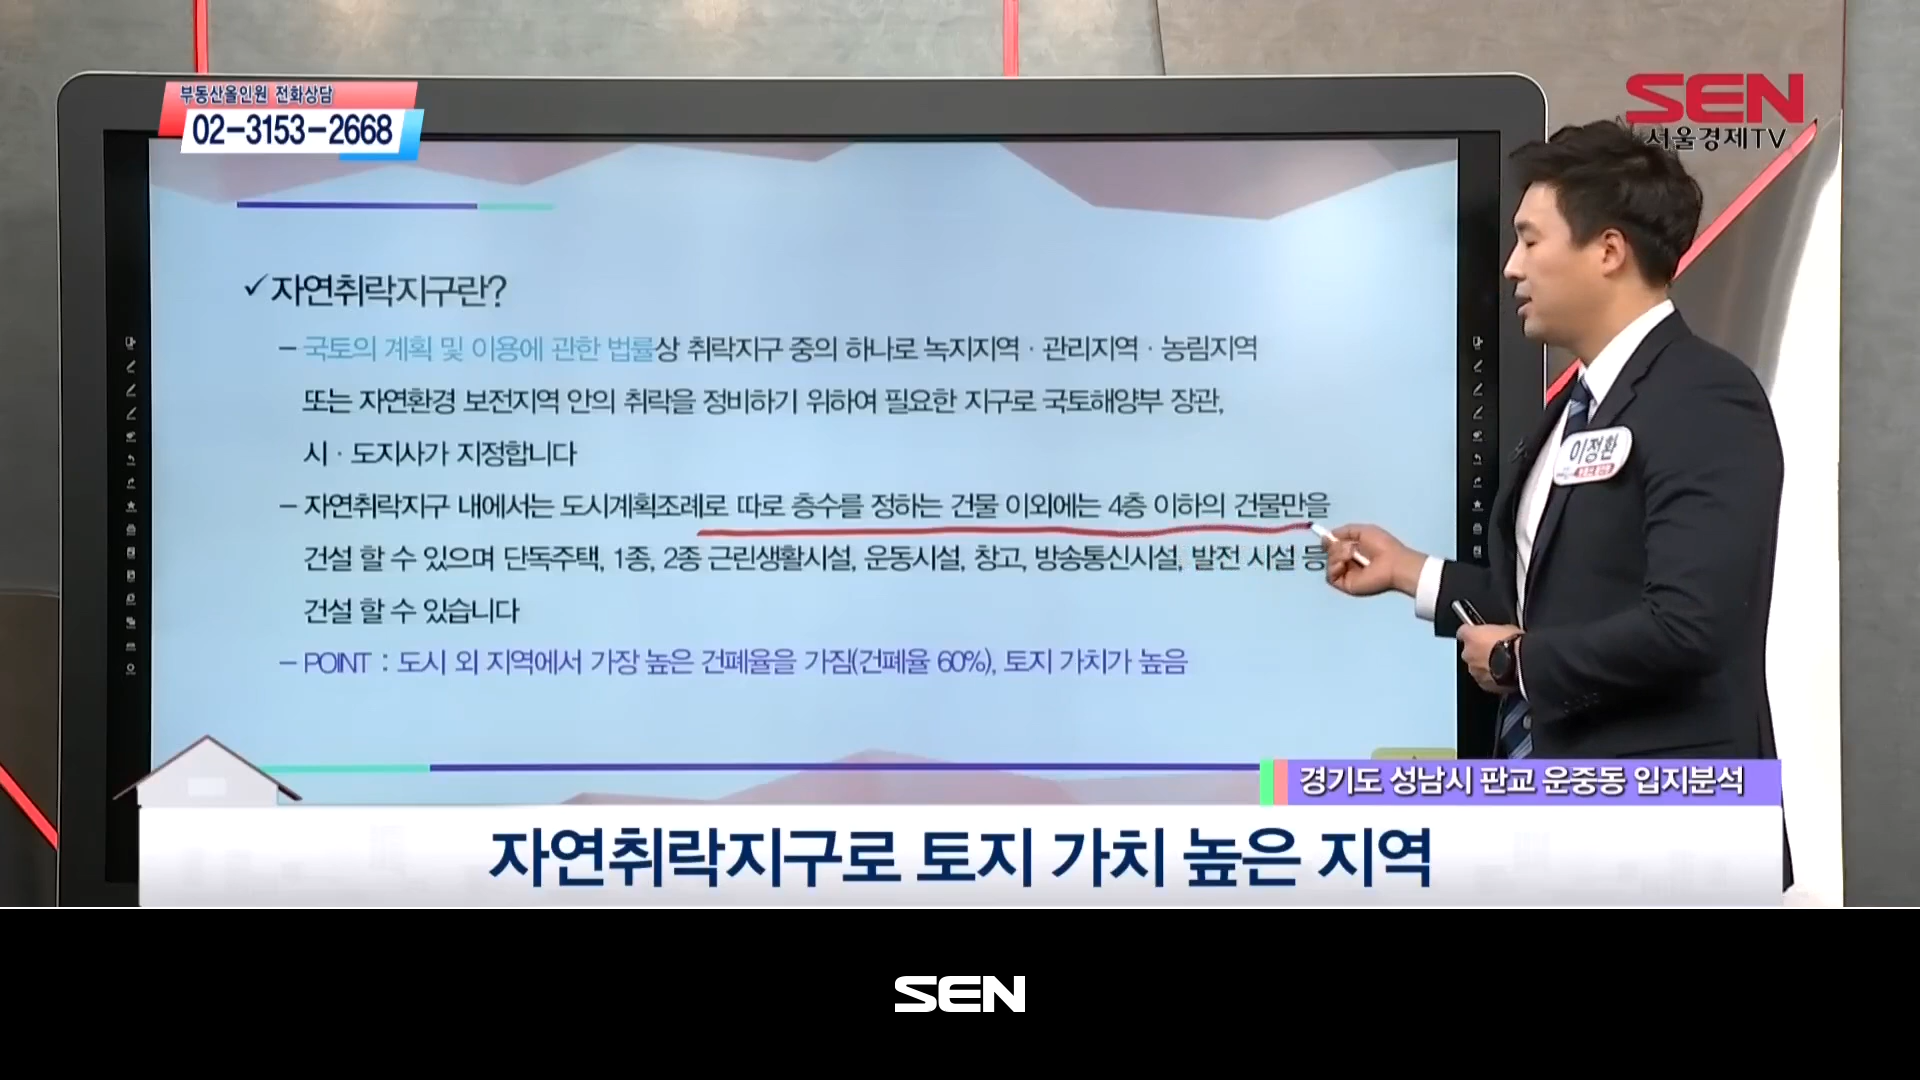 부동산올인원 전화상담
02-3153-2668
SEN
서울경제TV
✓자연취락지구란?
– 국토의 계획 및 이용에 관한 법률상 취락지구 중의 하나로 녹지지역 · 관리지역 · 농림지역
또는 자연환경 보전지역 안의 취락을 정비하기 위하여 필요한 지구로 국토해양부 장관,
시 · 도지사가 지정합니다
– 자연취락지구 내에서는 도시계획조례로 따로 층수를 정하는 건물 이외에는 4층 이하의 건물만을
건설 할 수 있으며 단독주택, 1종, 2종 근린생활시설, 운동시설, 창고, 방송통신시설, 발전 시설 등
건설 할 수 있습니다
– POINT : 도시 외 지역에서 가장 높은 건폐율을 가짐(건폐율 60%), 토지 가치가 높음
이정환
경기도 성남시 판교 운중동 입지분석
자연취락지구로 토지 가치 높은 지역
SEN